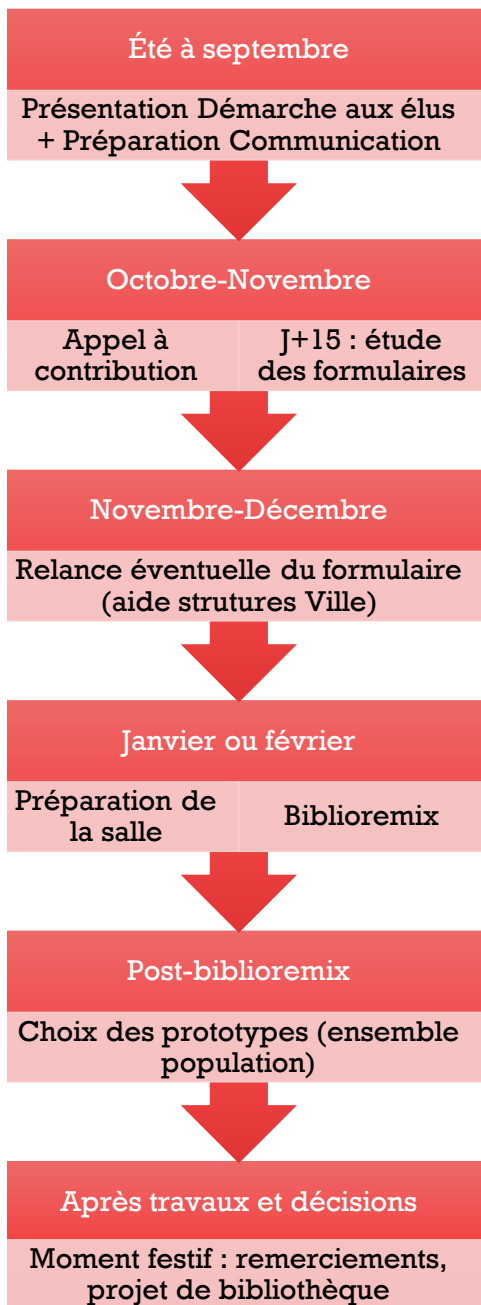 Été à septembre
Présentation Démarche aux élus
+ Préparation Communication
Octobre-Novembre
Appel à
contribution
J+15 : étude
des formulaires
Novembre-Décembre
Relance éventuelle du formulaire
(aide strutures Ville)
Janvier ou février
Préparation de
la salle
Biblioremix
Post-biblioremix
Choix des prototypes (ensemble
population)
Après travaux et décisions
Moment festif : remerciements,
projet de bibliothèque